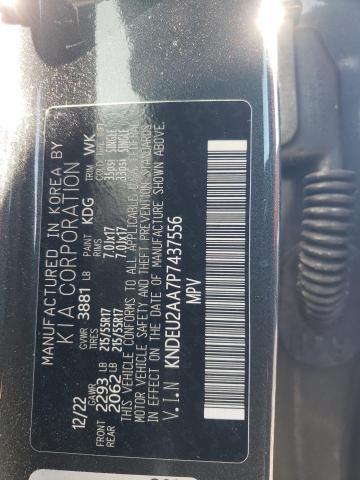 MANUFACTURED IN KOREA BY
KIA CORPORATION
GVWR 3881 LB PAINT KDG TRIM WK
TIRES RIMS
12/22 GAWR
FRONT 2293 LB 215/55R17 7.0Jx17 SINGLE
REAR 2062 LB 215/55R17 7.0Jx17 SINGLE
THIS VEHICLE CONFORMS TO ALL APPLICABLE U.S.A. FEDERAL
MOTOR VEHICLE SAFETY, BUMPER, AND THEFT PREVENTION STANDARDS
IN EFFECT ON THE DATE OF MANUFACTURE SHOWN ABOVE.
V.I.N KNDEU2AA7P7437556
MPV